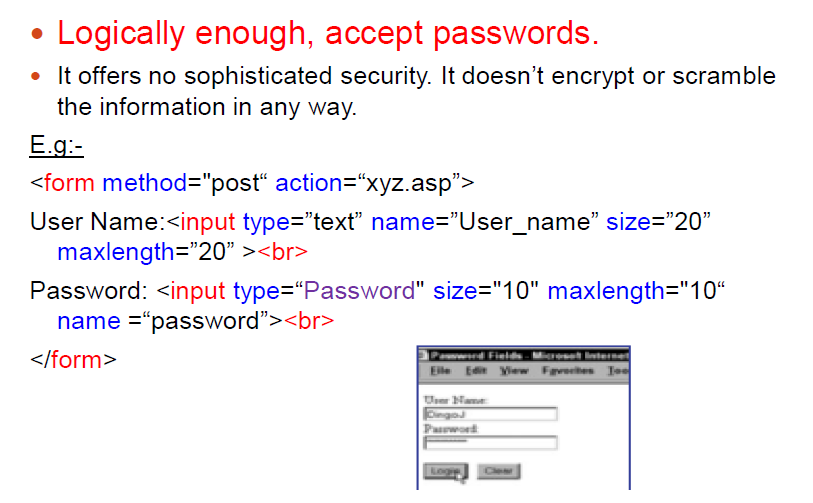 • Logically enough, accept passwords.
• It offers no sophisticated security. It doesn’t encrypt or scramble
the information in any way.
E.g:-
<form method="post“ action=“xyz.asp”>
User Name:<input type=”text” name=”User_name” size=”20”
maxlength=”20” ><br>
Password: <input type=“Password" size="10" maxlength="10“
name =“password”><br>
</form>
Password Fields - Microsoft Internet
File Edit View Favorites Too
User Name:
DingoJ
Password:
Login Clear